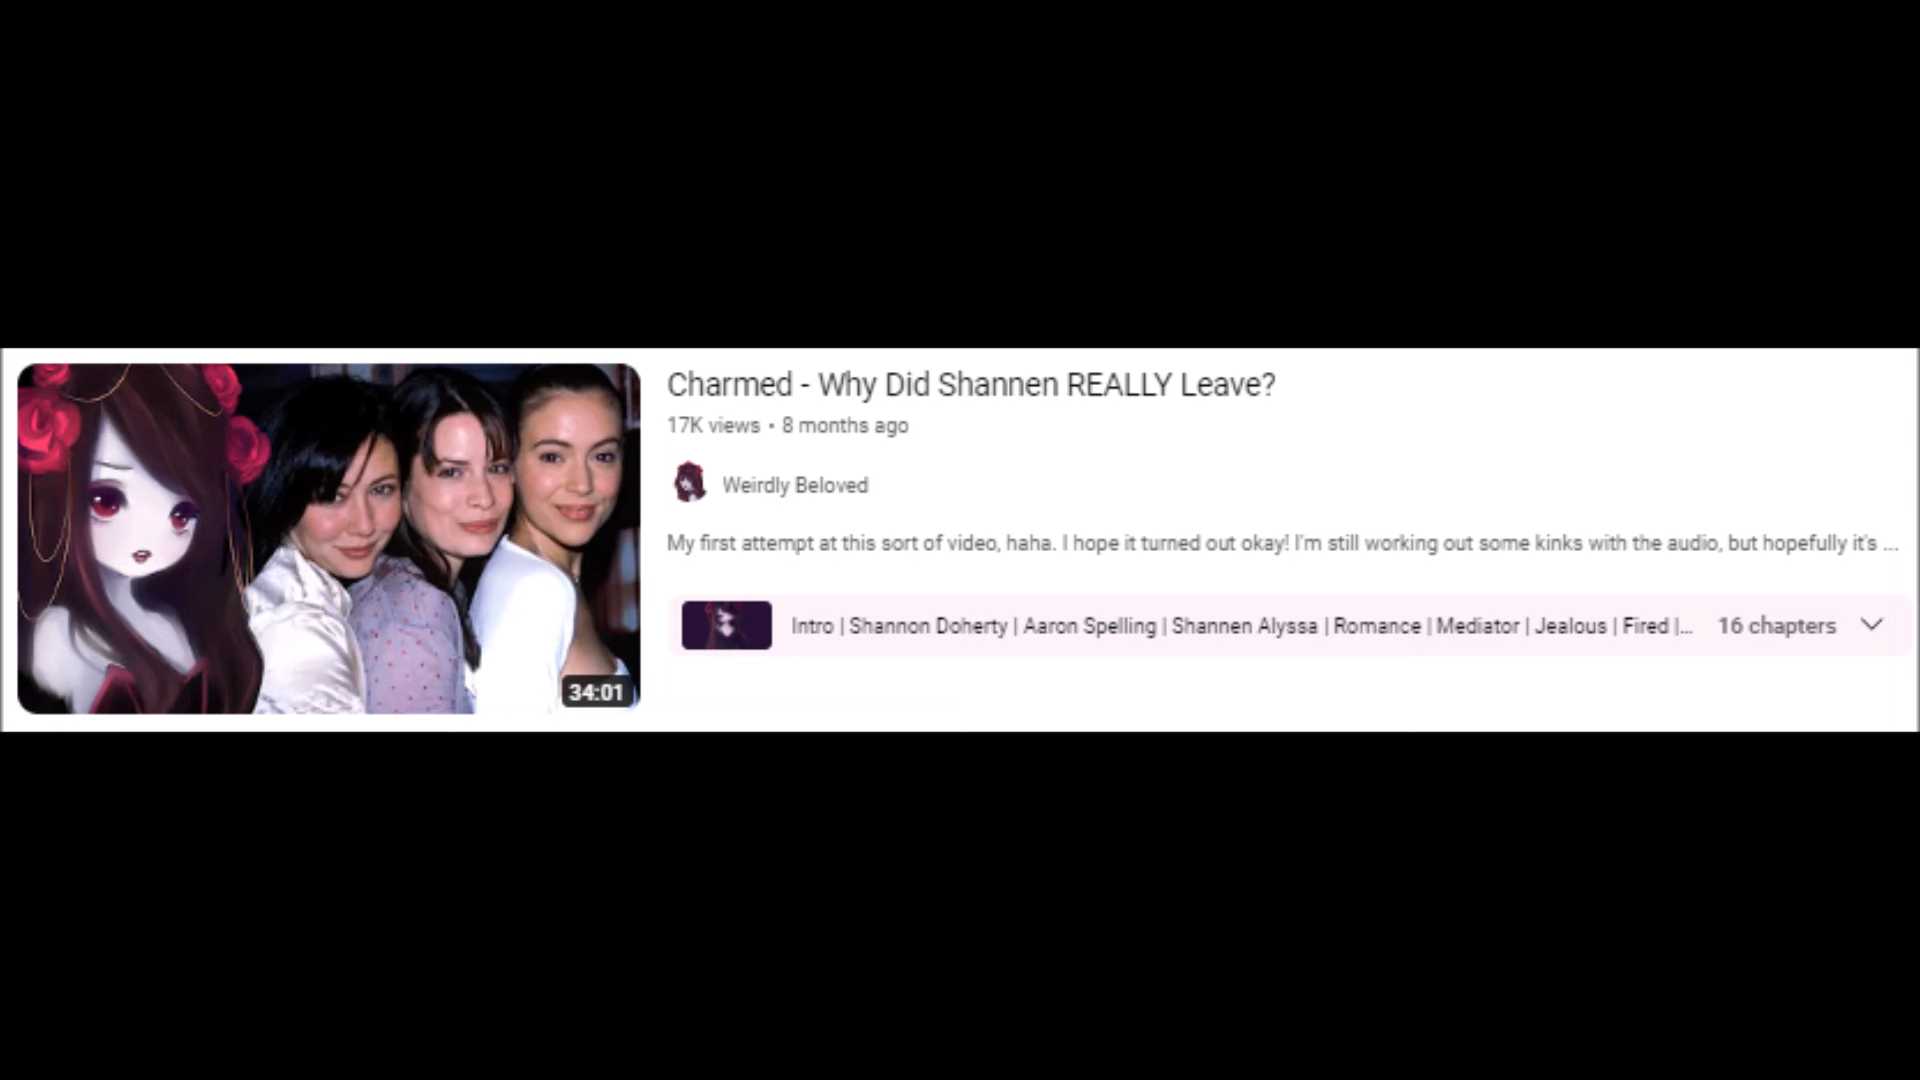 Charmed - Why Did Shannen REALLY Leave?
17K views • 8 months ago
Weirdly Beloved
My first attempt at this sort of video, haha. I hope it turned out okay! I'm still working out some kinks with the audio, but hopefully it's ...
Intro | Shannon Doherty | Aaron Spelling | Shannen Alyssa | Romance | Mediator | Jealous | Fired |... 16 chapters
34:01